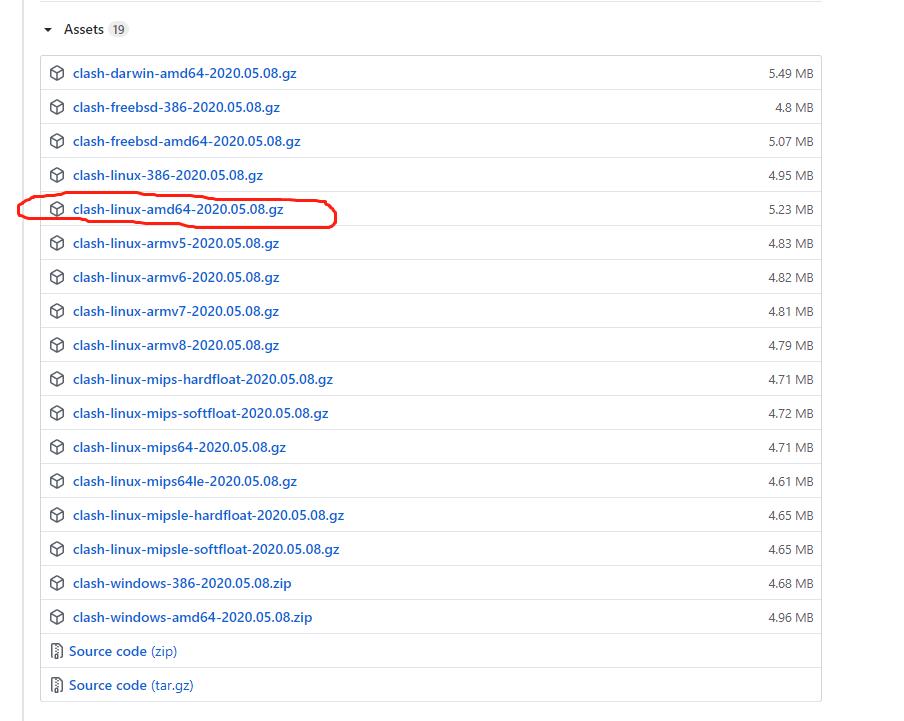 Assets 19
clash-darwin-amd64-2020.05.08.gz 5.49 MB
clash-freebsd-386-2020.05.08.gz 4.8 MB
clash-freebsd-amd64-2020.05.08.gz 5.07 MB
clash-linux-386-2020.05.08.gz 4.95 MB
clash-linux-amd64-2020.05.08.gz 5.23 MB
clash-linux-armv5-2020.05.08.gz 4.83 MB
clash-linux-armv6-2020.05.08.gz 4.82 MB
clash-linux-armv7-2020.05.08.gz 4.81 MB
clash-linux-armv8-2020.05.08.gz 4.79 MB
clash-linux-mips-hardfloat-2020.05.08.gz 4.71 MB
clash-linux-mips-softfloat-2020.05.08.gz 4.72 MB
clash-linux-mips64-2020.05.08.gz 4.71 MB
clash-linux-mips64le-2020.05.08.gz 4.61 MB
clash-linux-mipsle-hardfloat-2020.05.08.gz 4.65 MB
clash-linux-mipsle-softfloat-2020.05.08.gz 4.65 MB
clash-windows-386-2020.05.08.zip 4.68 MB
clash-windows-amd64-2020.05.08.zip 4.96 MB
Source code (zip)
Source code (tar.gz)